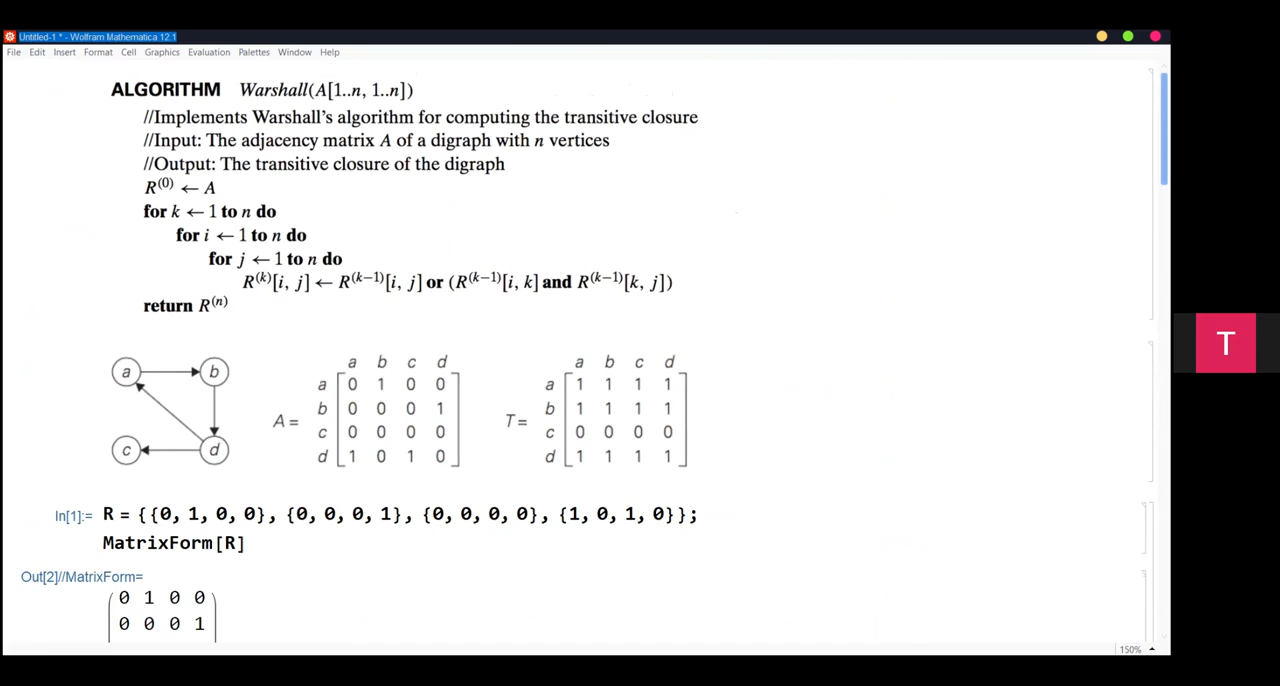 Untitled-1 * - Wolfram Mathematica 12.1
File Edit Insert Format Cell Graphics Evaluation Palettes Window Help
ALGORITHM Warshall(A[1..n, 1..n])
//Implements Warshall's algorithm for computing the transitive closure
//Input: The adjacency matrix A of a digraph with n vertices
//Output: The transitive closure of the digraph
R(0) ← A
for k ← 1 to n do
for i ← 1 to n do
for j ← 1 to n do
R(k)[i, j] ← R(k−1)[i, j] or (R(k−1)[i, k] and R(k−1)[k, j])
return R(n)
T
a b
c d
A =
a b c d
a 0 1 0 0
b 0 0 0 1
c 0 0 0 0
d 1 0 1 0
T =
a b c d
a 1 1 1 1
b 1 1 1 1
c 0 0 0 0
d 1 1 1 1
In[1]:= R = {{0, 1, 0, 0}, {0, 0, 0, 1}, {0, 0, 0, 0}, {1, 0, 1, 0}};
MatrixForm[R]
Out[2]//MatrixForm=
0 1 0 0
0 0 0 1
150%